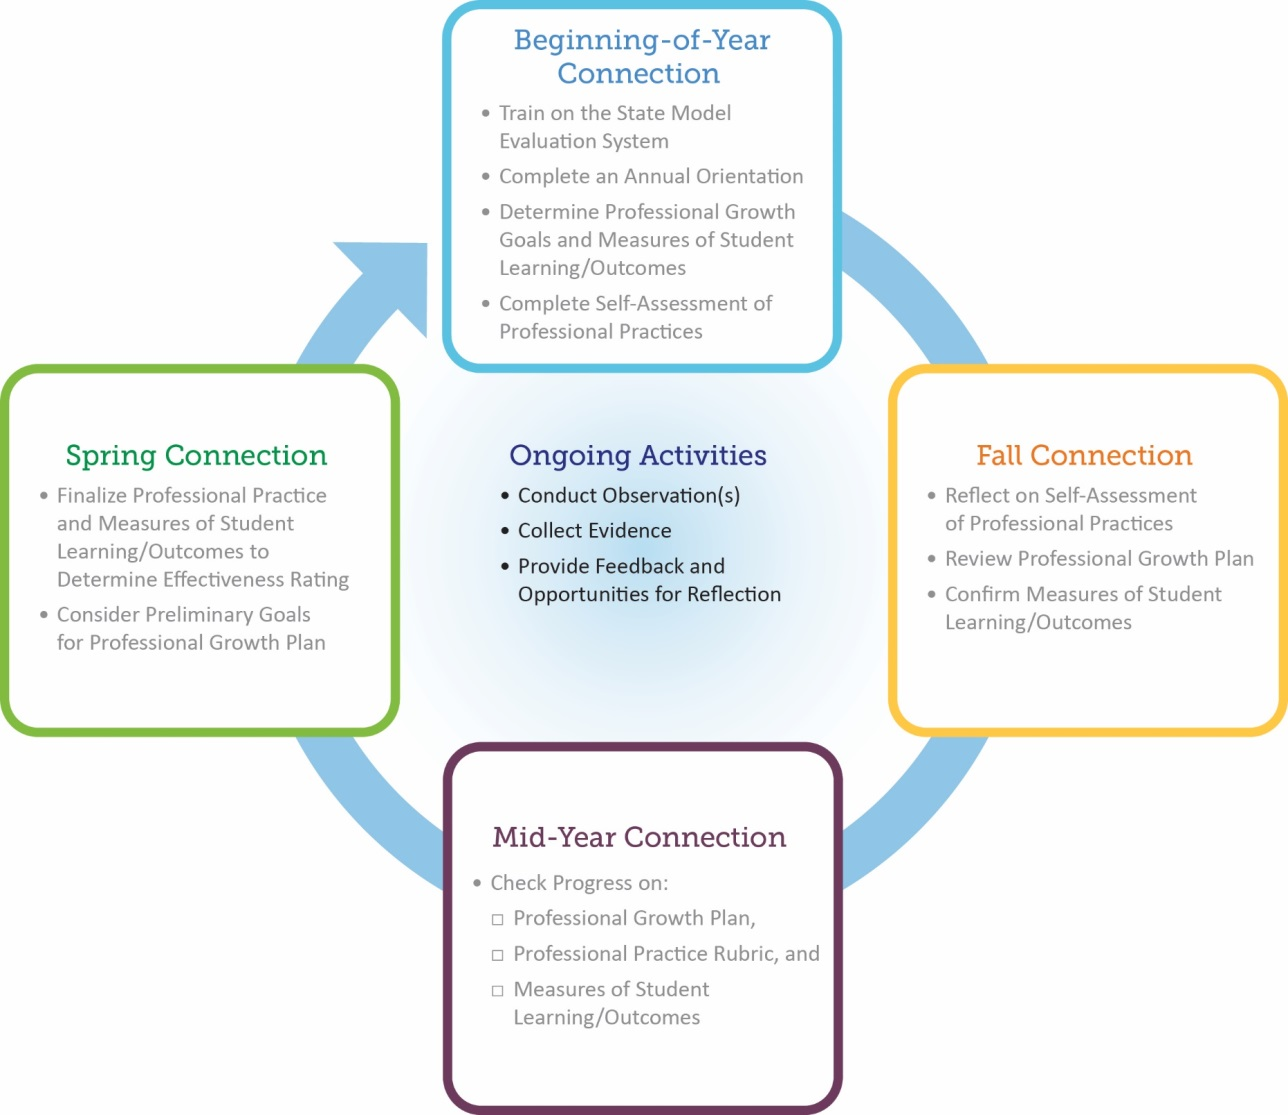 Beginning-of-Year
Connection
• Train on the State Model
Evaluation System
• Complete an Annual Orientation
• Determine Professional Growth
Goals and Measures of Student
Learning/Outcomes
• Complete Self-Assessment of
Professional Practices
Spring Connection
• Finalize Professional Practice
and Measures of Student
Learning/Outcomes to
Determine Effectiveness Rating
• Consider Preliminary Goals
for Professional Growth Plan
Ongoing Activities
• Conduct Observation(s)
• Collect Evidence
• Provide Feedback and
Opportunities for Reflection
Fall Connection
• Reflect on Self-Assessment
of Professional Practices
• Review Professional Growth Plan
• Confirm Measures of Student
Learning/Outcomes
Mid-Year Connection
• Check Progress on:
□ Professional Growth Plan,
□ Professional Practice Rubric, and
□ Measures of Student
Learning/Outcomes